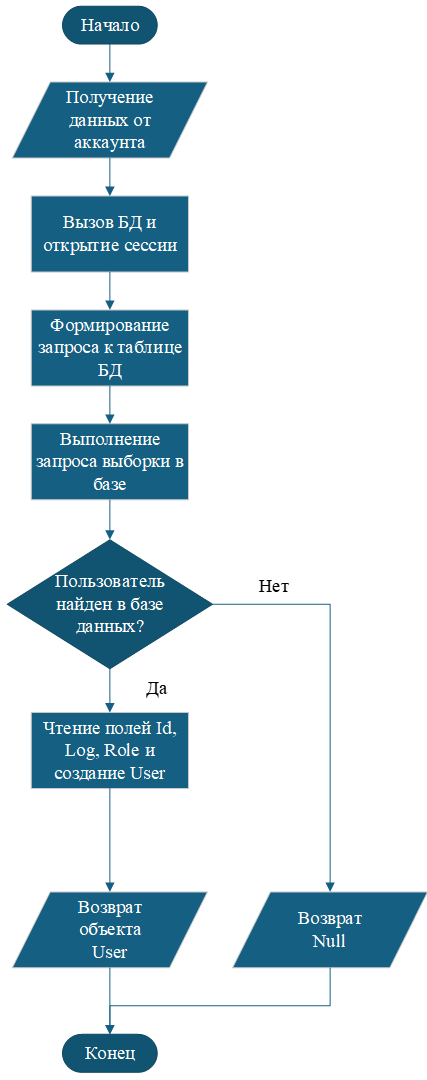 Начало
Получение
данных от
аккаунта
Вызов БД и
открытие сессии
Формирование
запроса к таблице
БД
Выполнение
запроса выборки в
базе
Пользователь
найден в базе
данных?
Нет
Да
Чтение полей Id,
Log, Role и
создание User
Возврат
объекта
User
Возврат
Null
Конец